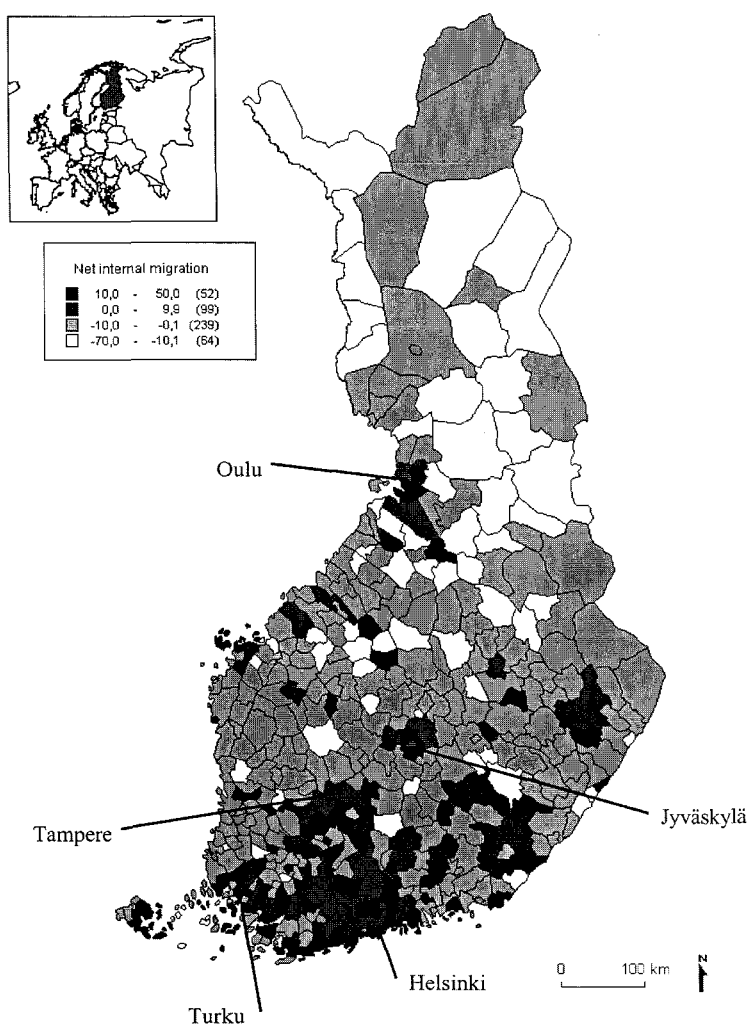 Net internal migration
10,0 - 50,0 (52)
0,0 - 9,9 (99)
-10,0 - -0,1 (239)
-70,0 - -10,1 (64)
Oulu
Tampere
Jyväskylä
Helsinki
Turku
0 100 km
N